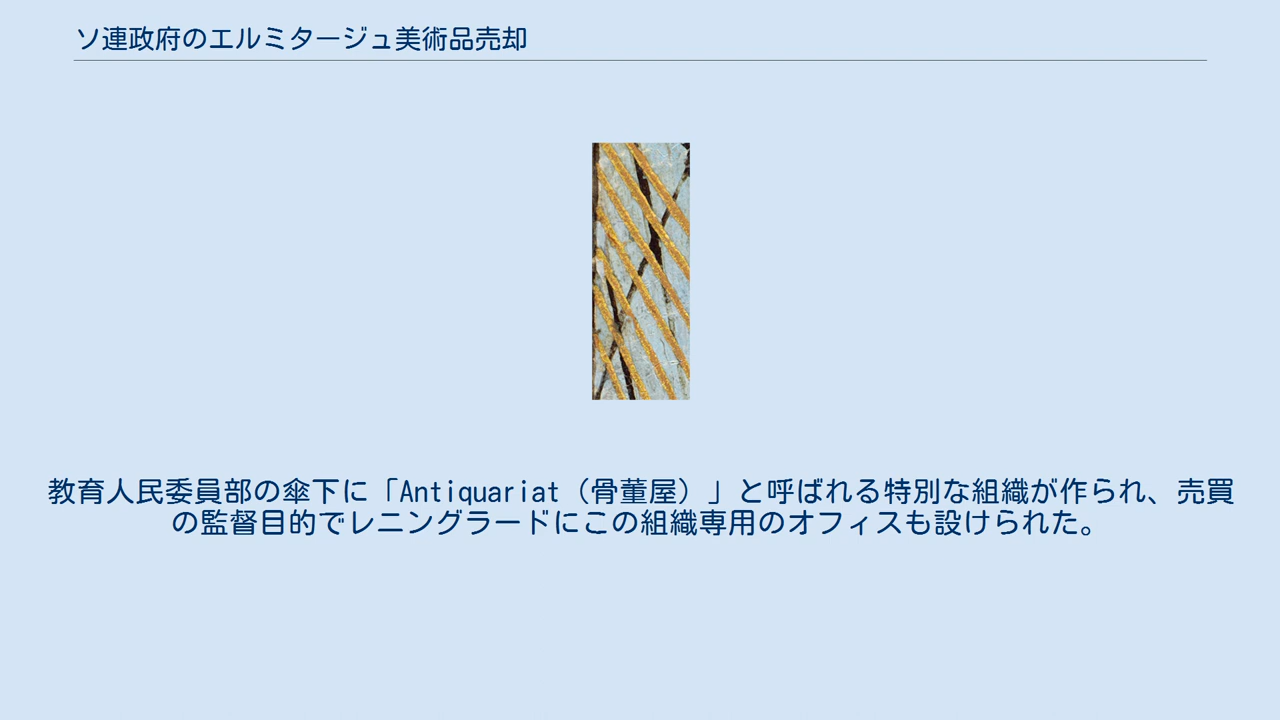 ソ連政府のエルミタージュ美術品売却
教育人民委員部の傘下に「Antiquariat（骨董屋）」と呼ばれる特別な組織が作られ、売買
の監督目的でレニングラードにこの組織専用のオフィスも設けられた。